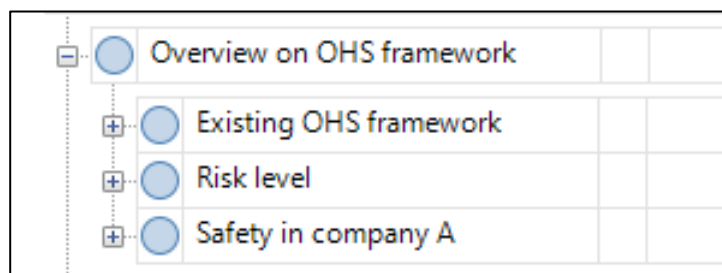 Overview on OHS framework
Existing OHS framework
Risk level
Safety in company A